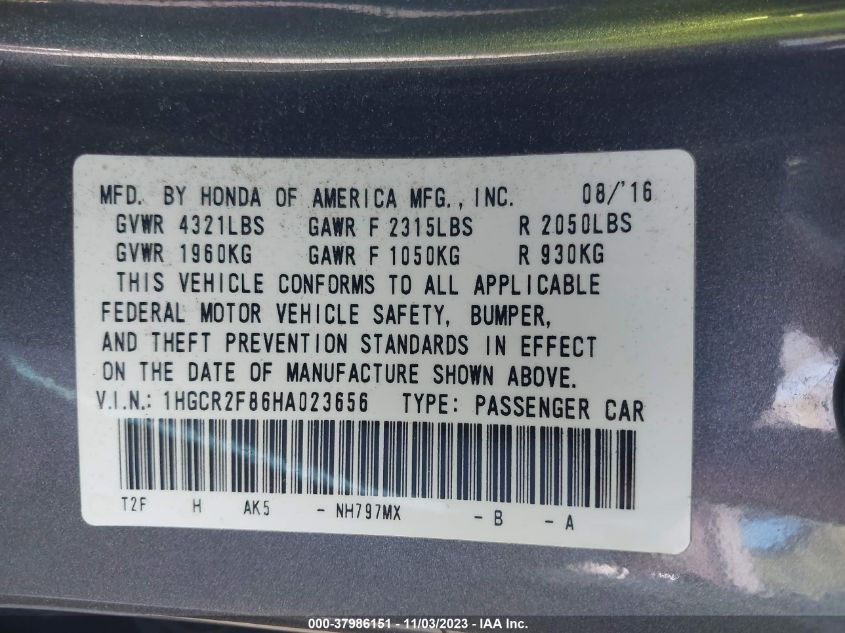 MFD. BY HONDA OF AMERICA MFG., INC. 08/'16
GVWR 4321LBS GAWR F 2315LBS R 2050LBS
GVWR 1960KG GAWR F 1050KG R 930KG
THIS VEHICLE CONFORMS TO ALL APPLICABLE
FEDERAL MOTOR VEHICLE SAFETY, BUMPER,
AND THEFT PREVENTION STANDARDS IN EFFECT
ON THE DATE OF MANUFACTURE SHOWN ABOVE.
V.I.N.: 1HGCR2F86HA023656 TYPE: PASSENGER CAR
T2F H AK5 - NH797MX - B - A
000-37986151 — 11/03/2023 — © IAA Inc.